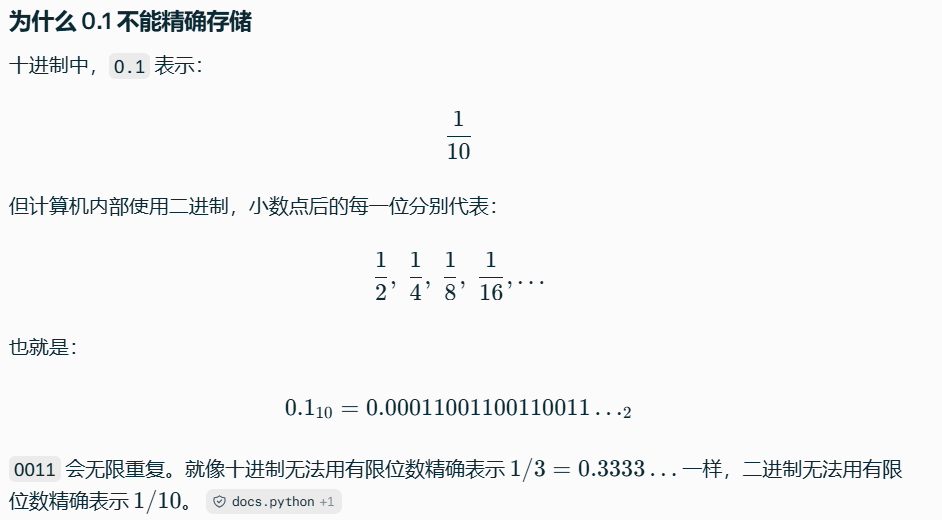 为什么 0.1 不能精确存储
十进制中，0.1 表示：
1/10
但计算机内部使用二进制，小数点后的每一位分别代表：
1/2, 1/4, 1/8, 1/16, ...
也就是：
0.1₁₀ = 0.00011001100110011...₂
0011 会无限重复。就像十进制无法用有限位数精确表示 1/3 = 0.3333... 一样，二进制无法用有限
位数精确表示 1/10。 docs.python +1